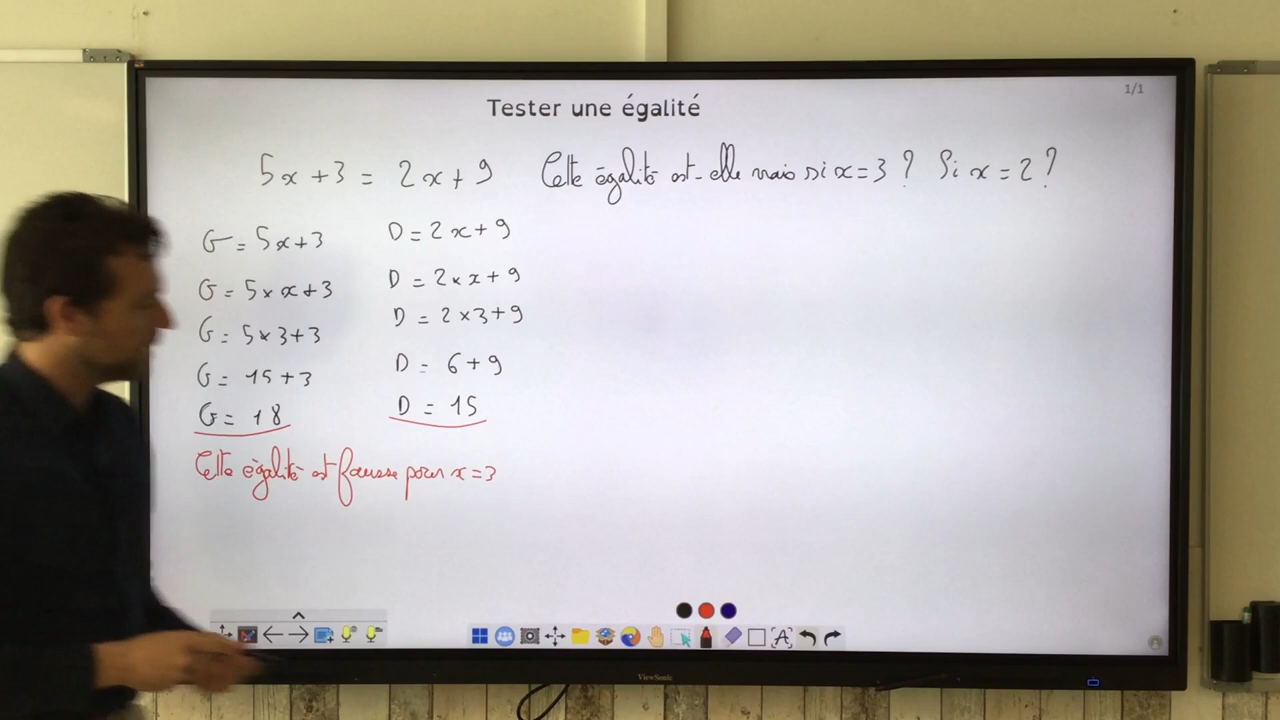 1/1
Tester une égalité
5x+3 = 2x+9 Cette égalité est-elle vraie si x=3 ? Si x=2 ?
G = 5x+3
G = 5×x+3
G = 5×3+3
G = 15+3
G = 18
D = 2x+9
D = 2×x+9
D = 2×3+9
D = 6+9
D = 15
Cette égalité est fausse pour x=3
ViewSonic